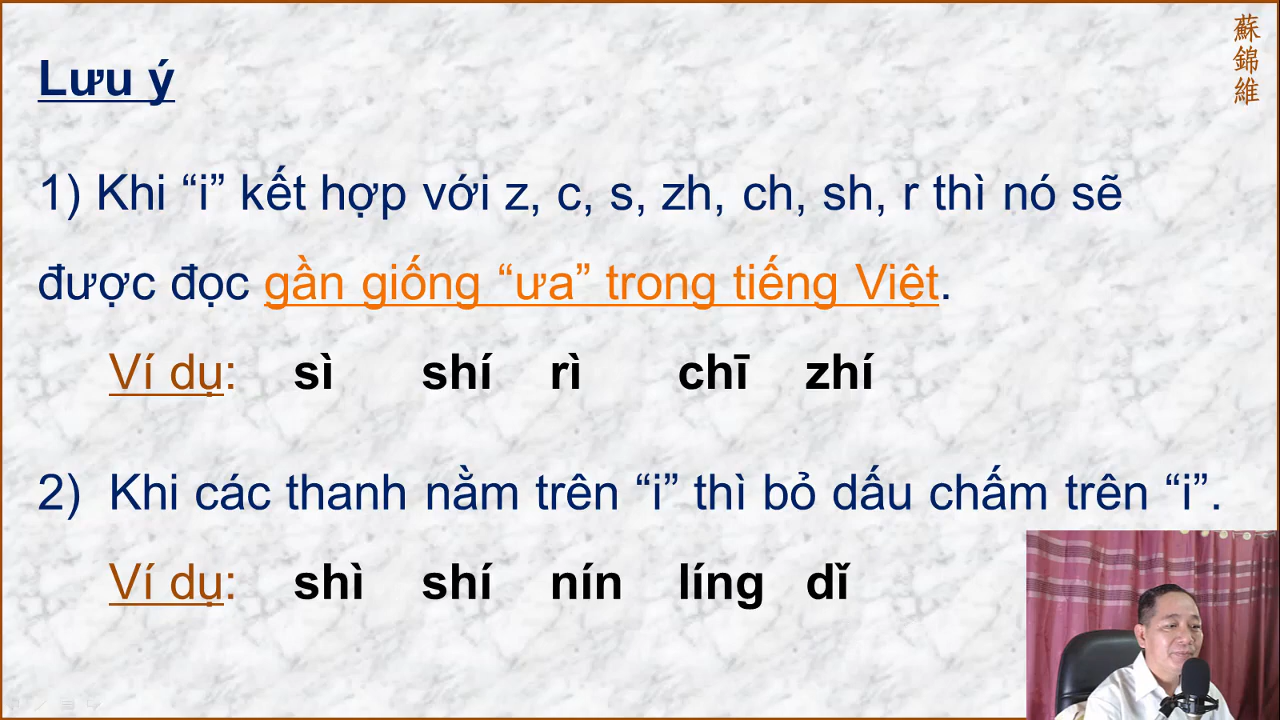 蘇錦維
Lưu ý
1) Khi “i” kết hợp với z, c, s, zh, ch, sh, r thì nó sẽ
được đọc gần giống “ưa” trong tiếng Việt.
Ví dụ: sì shí rì chī zhí
2) Khi các thanh nằm trên “i” thì bỏ dấu chấm trên “i”.
Ví dụ: shì shí nín líng dǐ